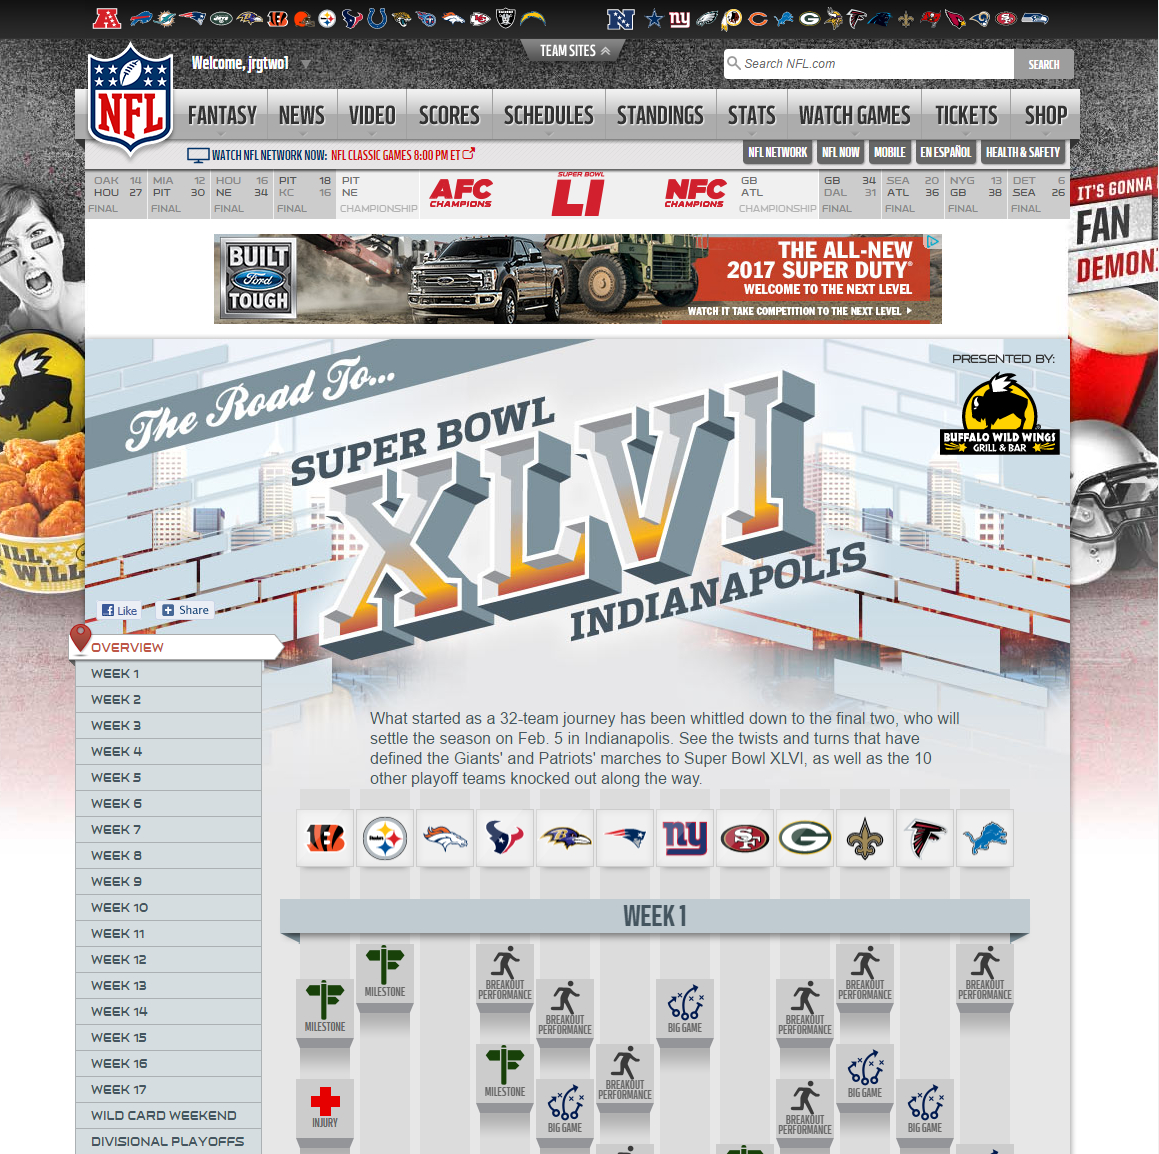 TEAM SITES
Welcome, jrgtwo1
Search NFL.com
SEARCH
NFL
FANTASY NEWS VIDEO SCORES SCHEDULES STANDINGS STATS WATCH GAMES TICKETS SHOP
WATCH NFL NETWORK NOW: NFL CLASSIC GAMES 8:00 PM ET
NFL NETWORK NFL NOW MOBILE EN ESPAÑOL HEALTH & SAFETY
OAK 14 MIA 12 HOU 16 PIT 18 PIT AFC CHAMPIONS SUPER BOWL LI NFC CHAMPIONS GB GB 34 SEA 20 NYG 13 DET 6
HOU 27 PIT 30 NE 34 KC 16 NE ATL DAL 31 ATL 36 GB 38 SEA 26
FINAL FINAL FINAL FINAL CHAMPIONSHIP CHAMPIONSHIP FINAL FINAL FINAL FINAL
IT'S GONNA
FAN
DEMON
BUILT
Ford
TOUGH
THE ALL-NEW
2017 SUPER DUTY®
WELCOME TO THE NEXT LEVEL
WATCH IT TAKE COMPETITION TO THE NEXT LEVEL
The Road To...
SUPER BOWL
XLVI
INDIANAPOLIS
PRESENTED BY:
BUFFALO WILD WINGS
GRILL & BAR
Like
Share
OVERVIEW
WEEK 1
WEEK 2
WEEK 3
WEEK 4
WEEK 5
WEEK 6
WEEK 7
WEEK 8
WEEK 9
WEEK 10
WEEK 11
WEEK 12
WEEK 13
WEEK 14
WEEK 15
WEEK 16
WEEK 17
WILD CARD WEEKEND
DIVISIONAL PLAYOFFS
What started as a 32-team journey has been whittled down to the final two, who will
settle the season on Feb. 5 in Indianapolis. See the twists and turns that have
defined the Giants' and Patriots' marches to Super Bowl XLVI, as well as the 10
other playoff teams knocked out along the way.
ny
SF
G
WEEK 1
MILESTONE
BREAKOUT PERFORMANCE
BREAKOUT PERFORMANCE
BREAKOUT PERFORMANCE
MILESTONE
BREAKOUT PERFORMANCE
BIG GAME
BREAKOUT PERFORMANCE
MILESTONE
BREAKOUT PERFORMANCE
BIG GAME
INJURY
BIG GAME
BREAKOUT PERFORMANCE
BIG GAME